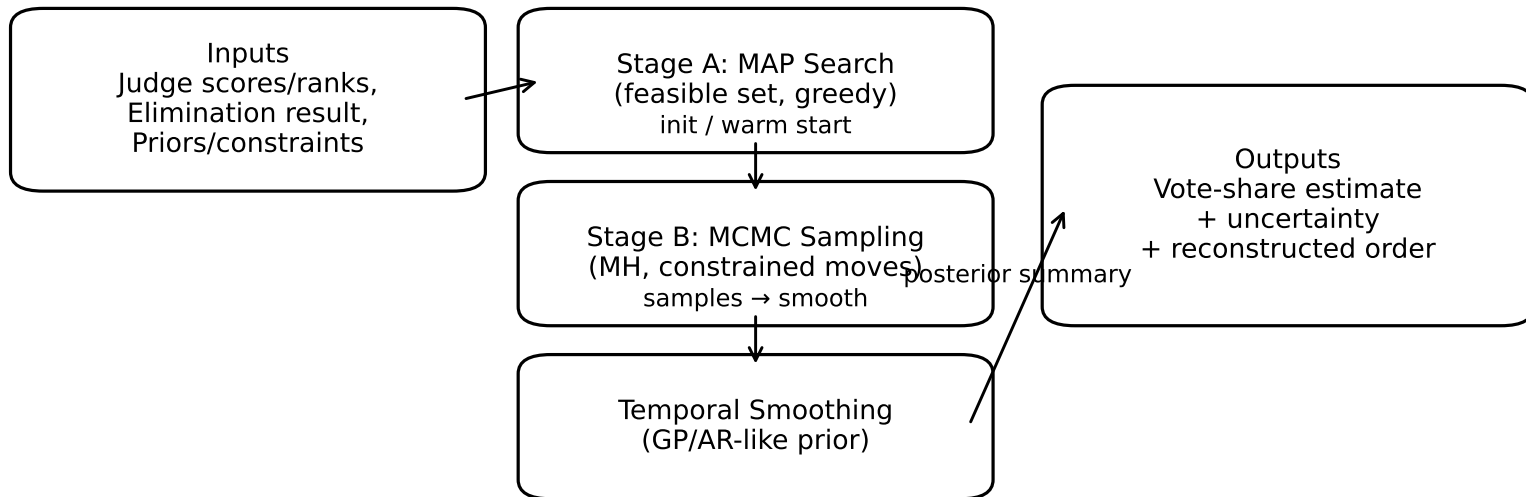 Inputs
Judge scores/ranks,
Elimination result,
Priors/constraints
Stage A: MAP Search
(feasible set, greedy)
init / warm start
Stage B: MCMC Sampling
(MH, constrained moves)
samples → smooth
Temporal Smoothing
(GP/AR-like prior)
posterior summary
Outputs
Vote-share estimate
+ uncertainty
+ reconstructed order